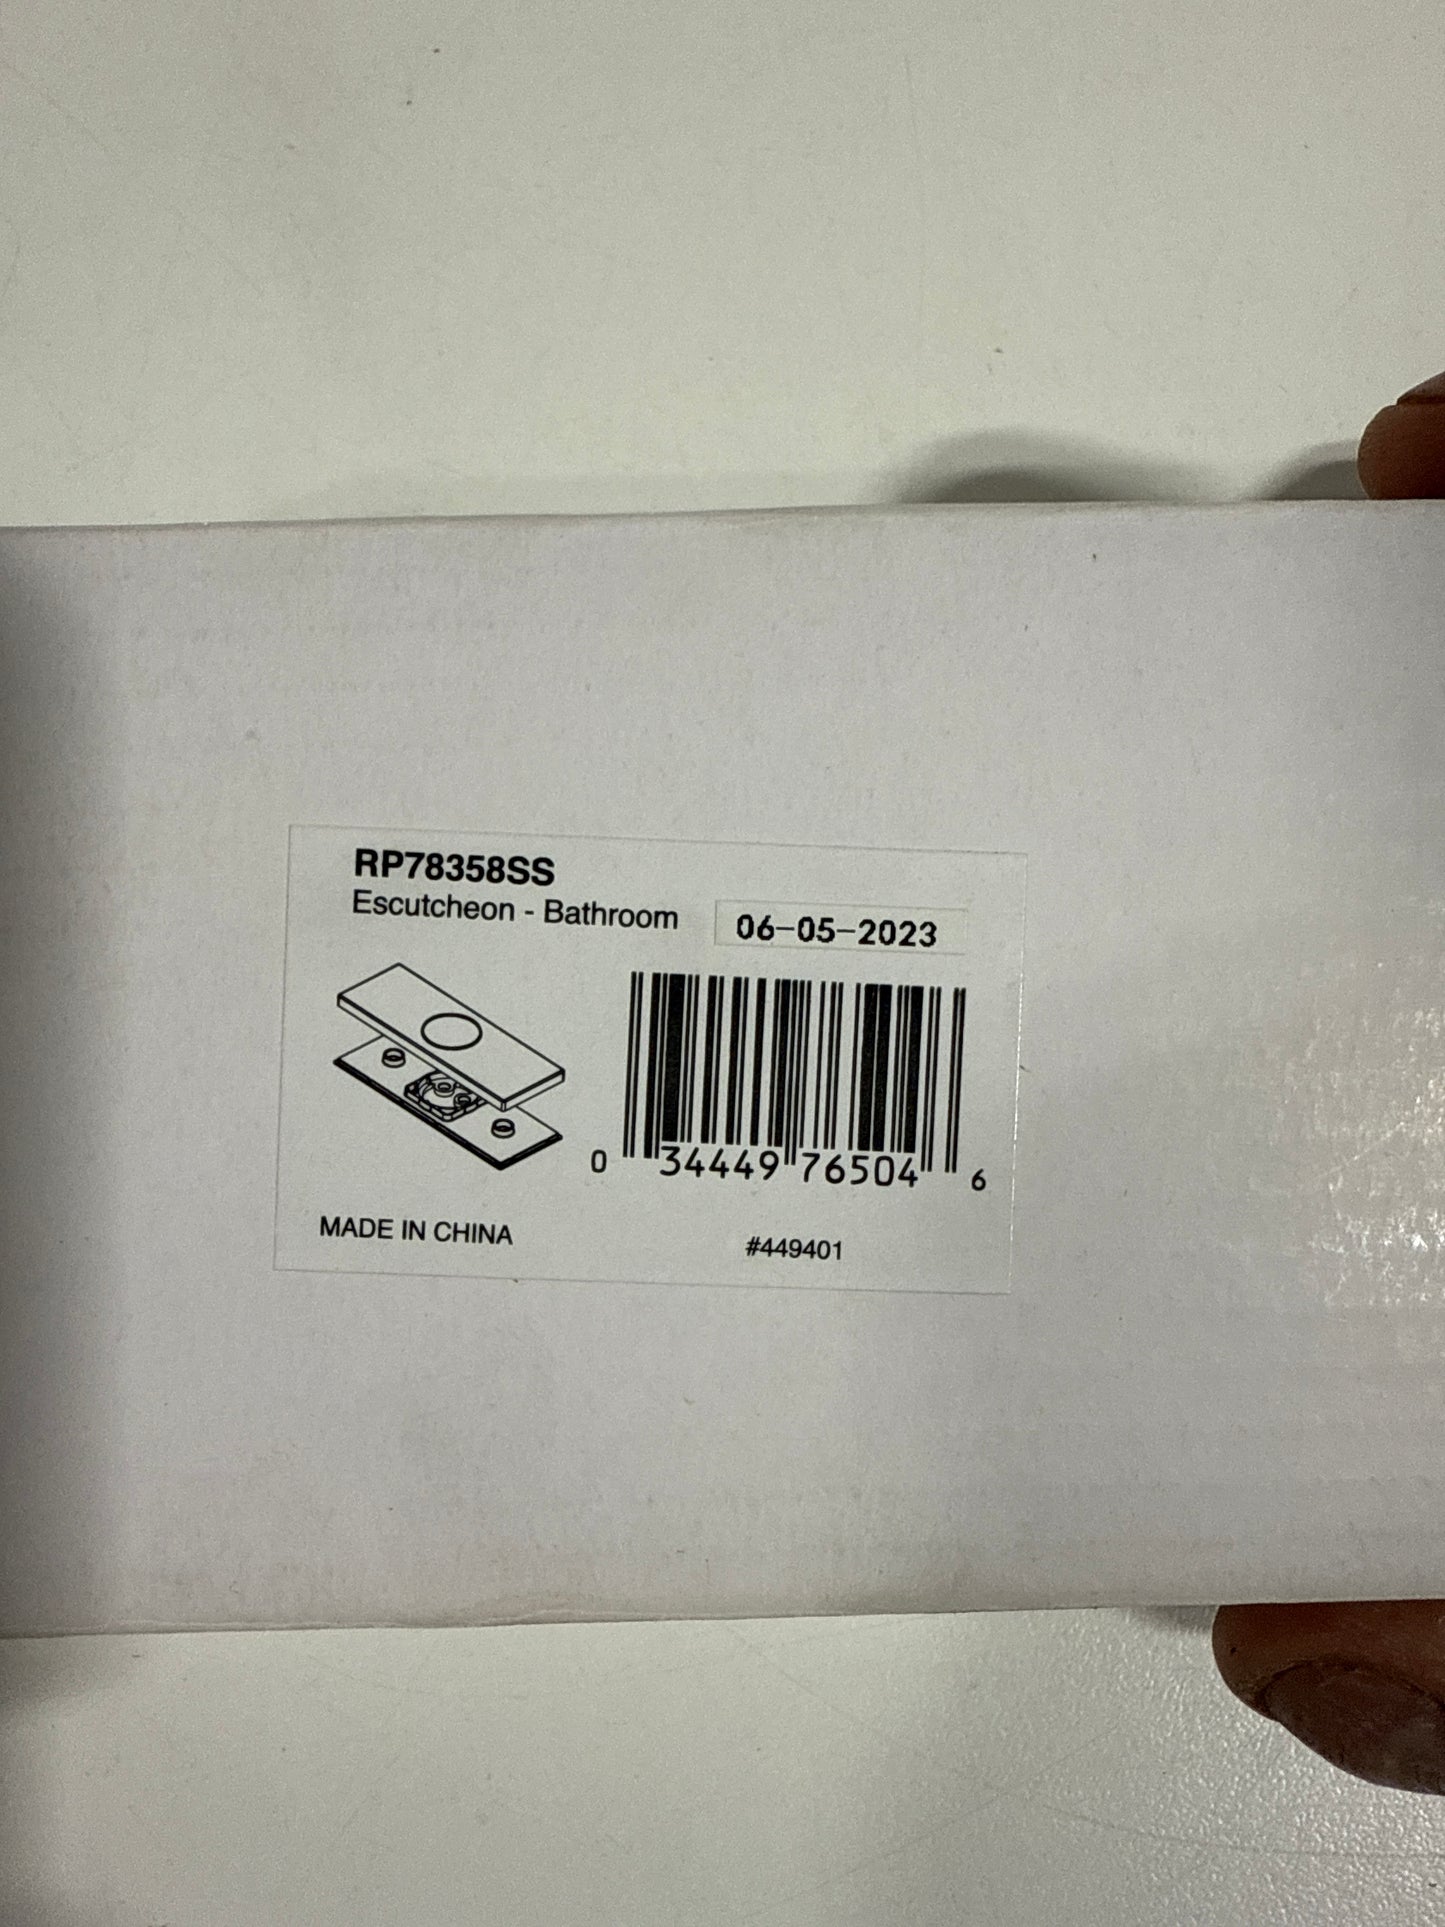 RP78358SS
Escutcheon - Bathroom
06-05-2023
0 34449 76504 6
MADE IN CHINA
#449401